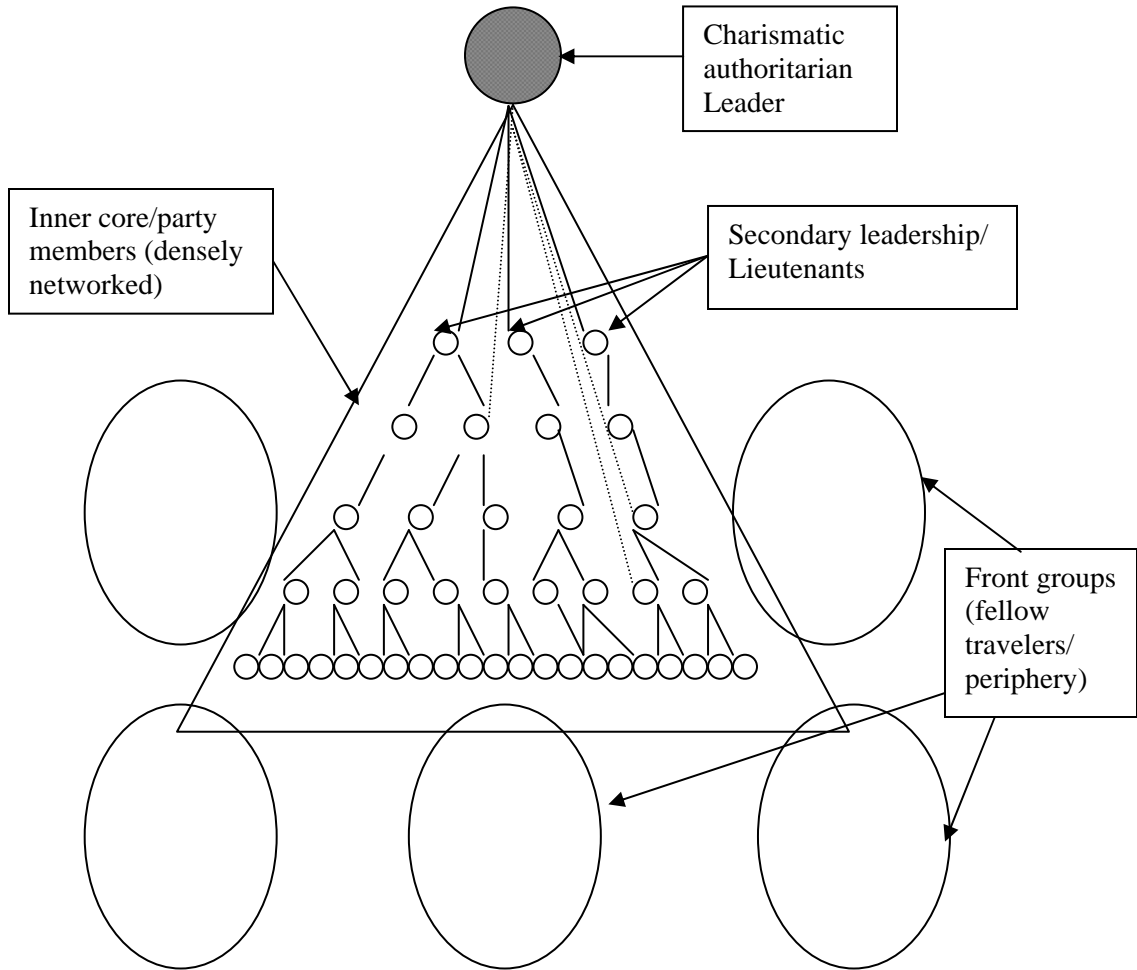 Charismatic
authoritarian
Leader
Inner core/party
members (densely
networked)
Secondary leadership/
Lieutenants
Front groups
(fellow
travelers/
periphery)